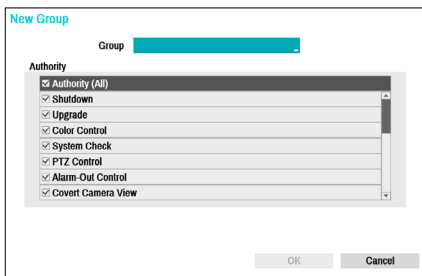 New Group
Group
Authority
Authority (All)
Shutdown
Upgrade
Color Control
System Check
PTZ Control
Alarm-Out Control
Covert Camera View
OK Cancel